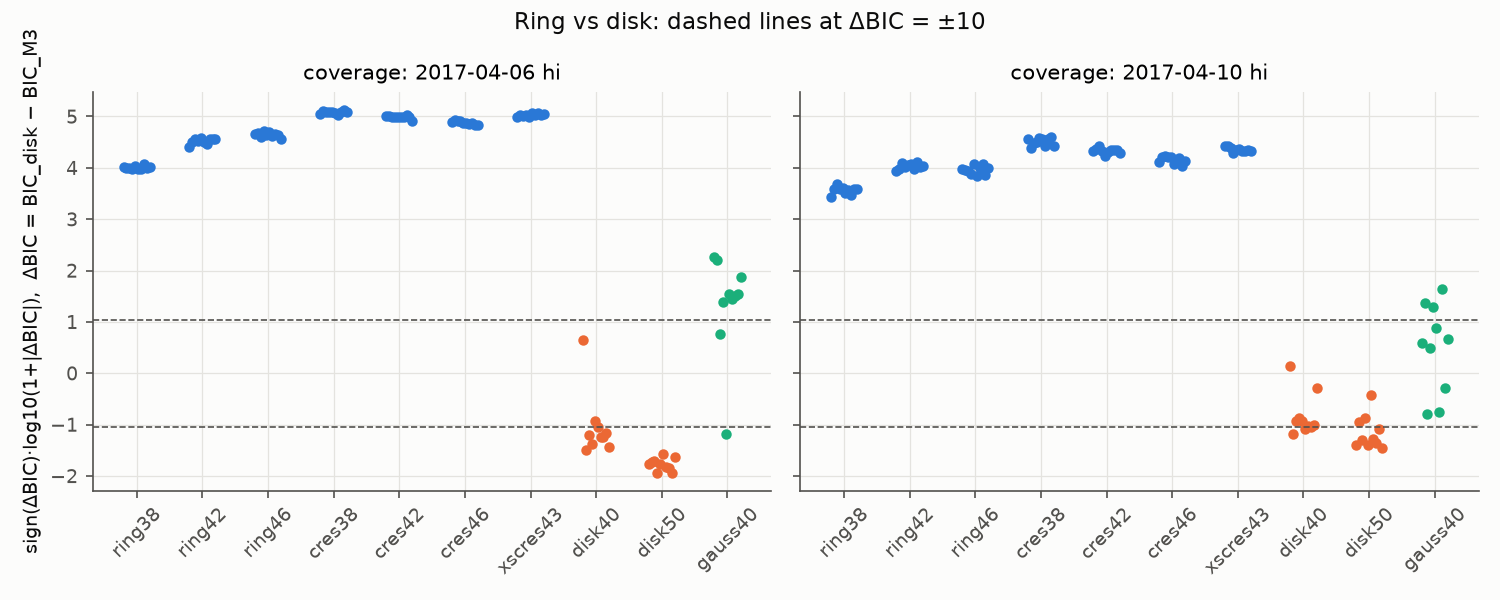 Ring vs disk: dashed lines at ΔBIC = ±10
sign(ΔBIC)·log10(1+|ΔBIC|), ΔBIC = BIC_disk − BIC_M3
coverage: 2017-04-06 hi
5
4
3
2
1
0
−1
−2
ring38
ring42
ring46
cres38
cres42
cres46
xscres43
disk40
disk50
gauss40
coverage: 2017-04-10 hi
ring38
ring42
ring46
cres38
cres42
cres46
xscres43
disk40
disk50
gauss40